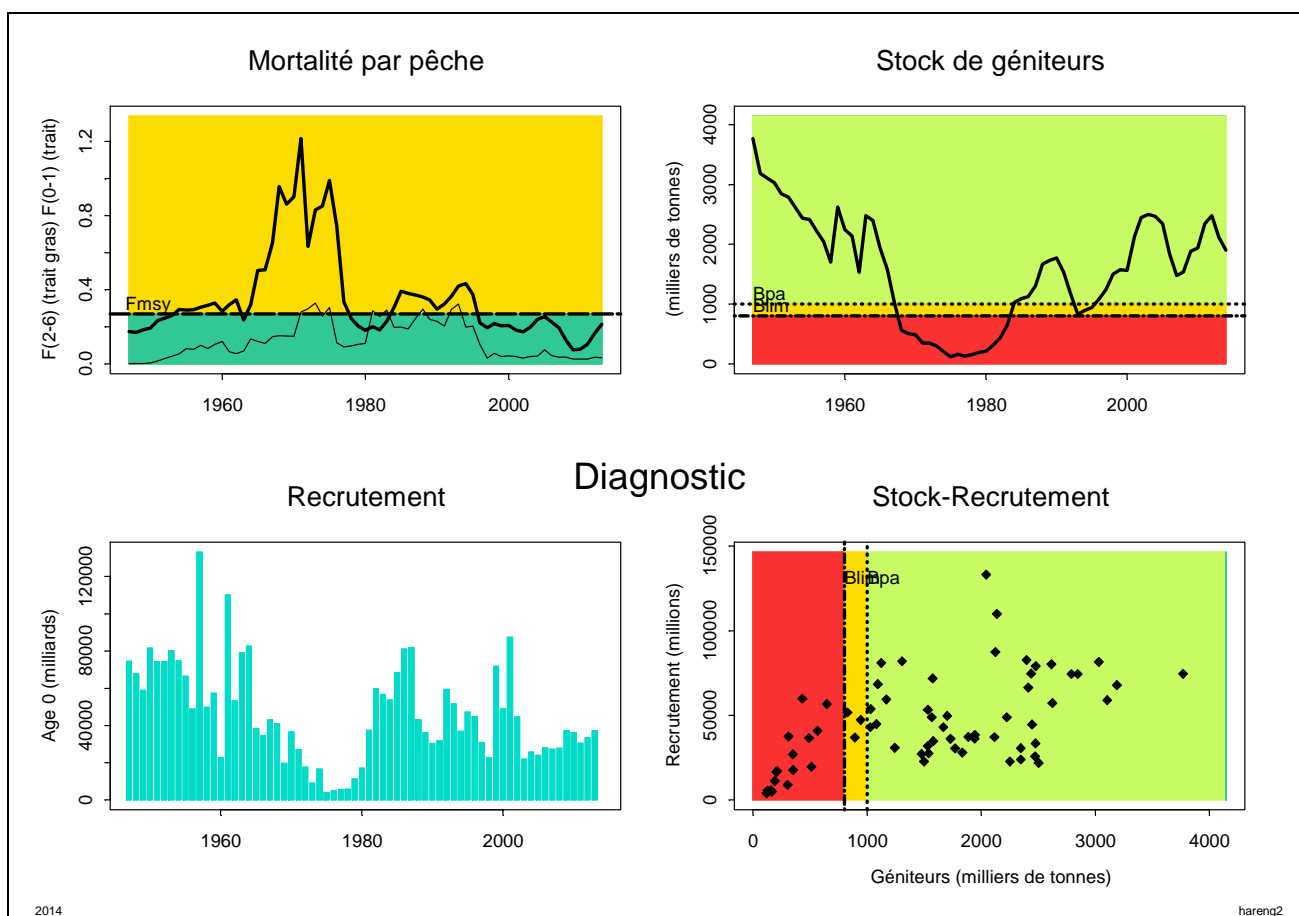 Mortalité par pêche
F(2-6) (trait gras) F(0-1) (trait)
1.2
0.8
0.4
0.0
Fmsy
1960 1980 2000
Stock de géniteurs
(milliers de tonnes)
4000
3000
2000
1000
0
Bpa
Blim
1960 1980 2000
Diagnostic
Recrutement
Age 0 (milliards)
120000
80000
40000
0
1960 1980 2000
Stock-Recrutement
Recrutement (millions)
150000
100000
50000
0
Blim
Bpa
0 1000 2000 3000 4000
Géniteurs (milliers de tonnes)
2014
hareng2